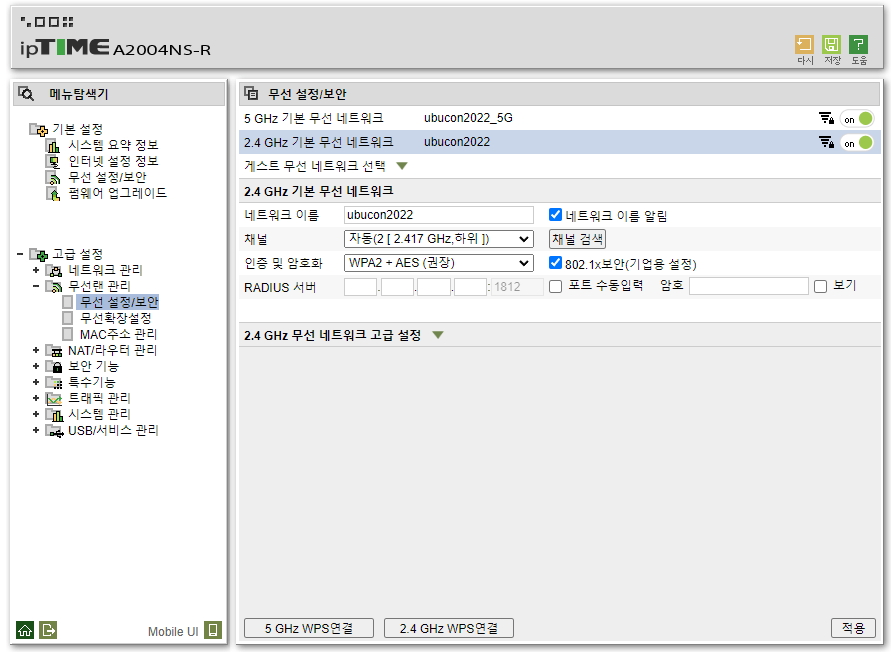 ipTIME A2004NS-R
다시 저장 도움
메뉴탐색기
기본 설정
시스템 요약 정보
인터넷 설정 정보
무선 설정/보안
펌웨어 업그레이드
고급 설정
네트워크 관리
무선랜 관리
무선 설정/보안
무선확장설정
MAC주소 관리
NAT/라우터 관리
보안 기능
특수기능
트래픽 관리
시스템 관리
USB/서비스 관리
Mobile UI
무선 설정/보안
5 GHz 기본 무선 네트워크 ubucon2022_5G on
2.4 GHz 기본 무선 네트워크 ubucon2022 on
게스트 무선 네트워크 선택
2.4 GHz 기본 무선 네트워크
네트워크 이름 ubucon2022 네트워크 이름 알림
채널 자동(2 [ 2.417 GHz,하위 ]) 채널 검색
인증 및 암호화 WPA2 + AES (권장) 802.1x보안(기업용 설정)
RADIUS 서버 . . . : 1812 포트 수동입력 암호 보기
2.4 GHz 무선 네트워크 고급 설정
5 GHz WPS연결 2.4 GHz WPS연결 적용